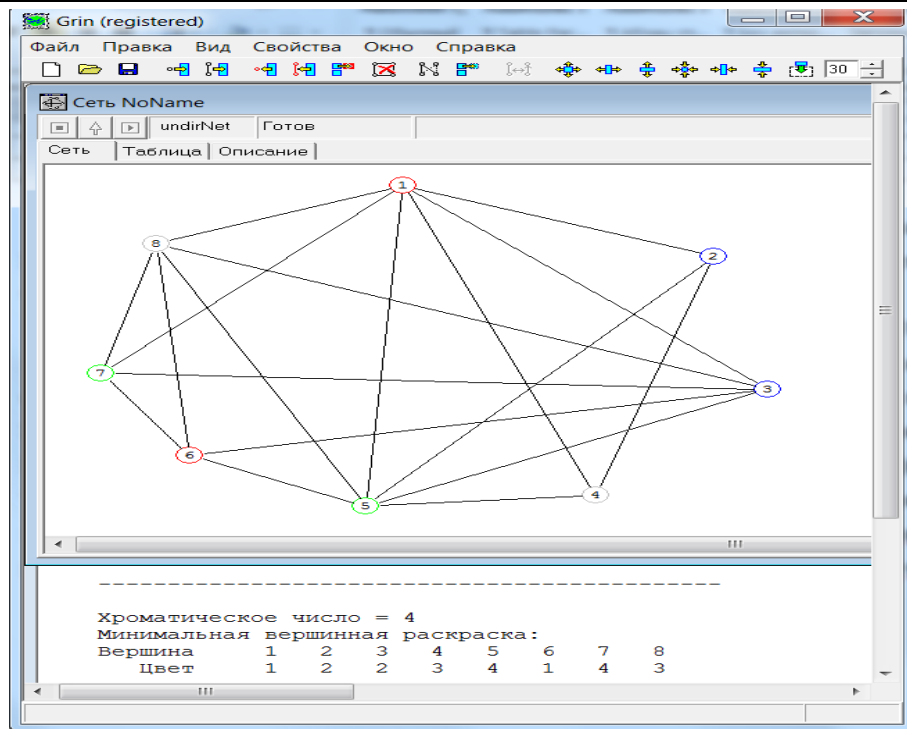 Grin (registered)
Файл Правка Вид Свойства Окно Справка
30
Сеть NoName
undirNet Готов
Сеть Таблица Описание
1
8
2
7
3
6
4
5
------------------------------------------------
Хроматическое число = 4
Минимальная вершинная раскраска:
Вершина 1 2 3 4 5 6 7 8
Цвет 1 2 2 3 4 1 4 3